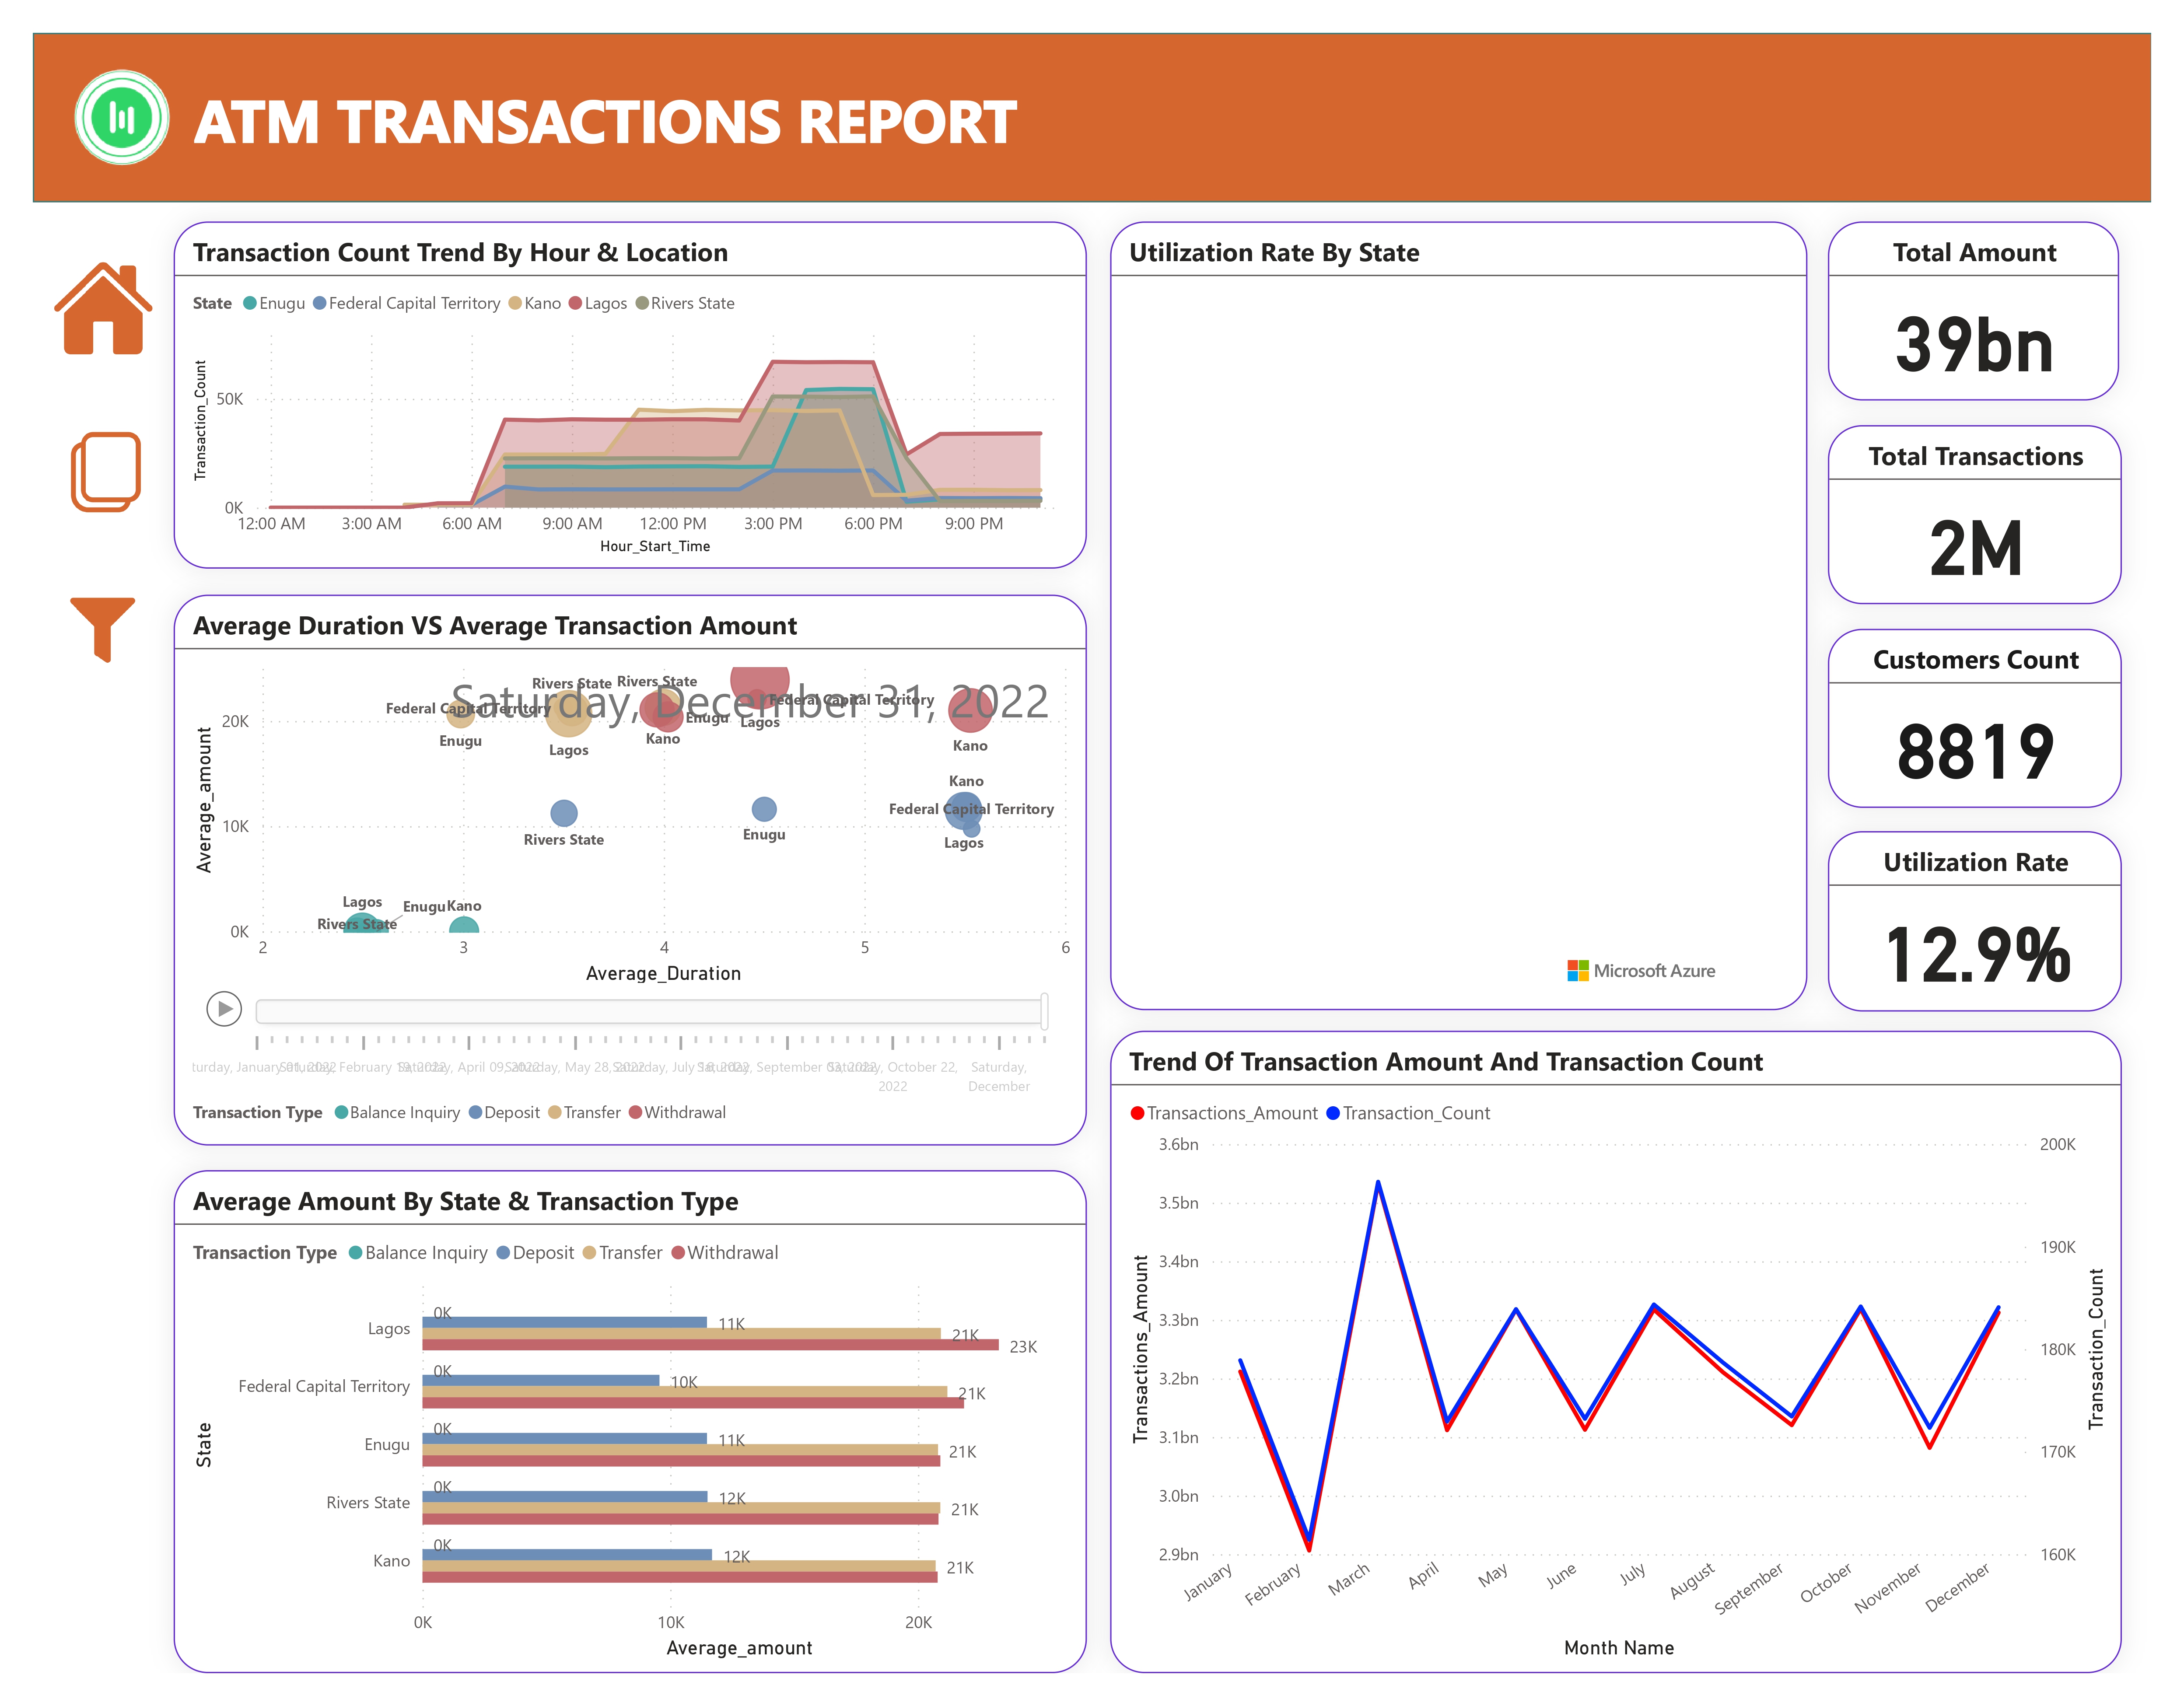 ATM TRANSACTIONS REPORT
Transaction Count Trend By Hour & Location
State Enugu Federal Capital Territory Kano Lagos Rivers State
Transaction_Count
50K
0K
12:00 AM 3:00 AM 6:00 AM 9:00 AM 12:00 PM 3:00 PM 6:00 PM 9:00 PM
Hour_Start_Time
Average Duration VS Average Transaction Amount
Saturday, December 31, 2022
Average_amount
20K
10K
0K
Rivers State Rivers State
Federal Capital Territory Federal Capital Territory
Enugu Lagos
Enugu Lagos Kano Kano
Kano
Federal Capital Territory
Rivers State Enugu Lagos
Lagos Enugu Kano
Rivers State
2 3 4 5 6
Average_Duration
turday, January 01, 2022 Saturday, February 19, 2022 Saturday, April 09, 2022 Saturday, May 28, 2022 Saturday, July 16, 2022 Saturday, September 03, 2022 Saturday, October 22, Saturday,
2022 December
Transaction Type Balance Inquiry Deposit Transfer Withdrawal
Average Amount By State & Transaction Type
Transaction Type Balance Inquiry Deposit Transfer Withdrawal
State
Lagos 0K 11K 21K 23K
Federal Capital Territory 0K 10K 21K
Enugu 0K 11K 21K
Rivers State 0K 12K 21K
Kano 0K 12K 21K
0K 10K 20K
Average_amount
Utilization Rate By State
Microsoft Azure
Total Amount
39bn
Total Transactions
2M
Customers Count
8819
Utilization Rate
12.9%
Trend Of Transaction Amount And Transaction Count
Transactions_Amount Transaction_Count
Transactions_Amount
3.6bn
3.5bn
3.4bn
3.3bn
3.2bn
3.1bn
3.0bn
2.9bn
200K
190K
180K
170K
160K
Transaction_Count
January February March April May June July August September October November December
Month Name